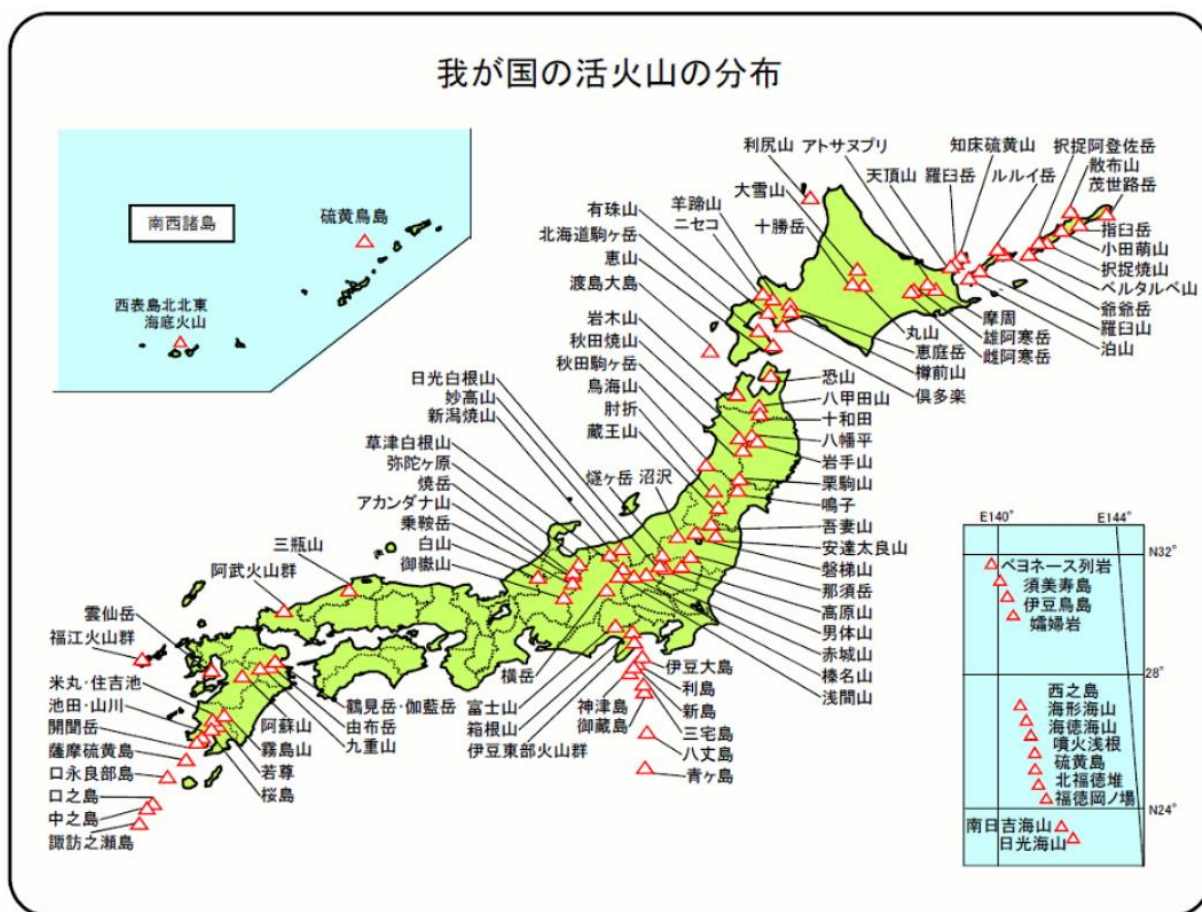 我が国の活火山の分布
南西諸島
硫黄鳥島
西表島北北東
海底火山
利尻山
アトサヌプリ
知床硫黄山
択捉阿登佐岳
天頂山
羅臼岳
ルルイ岳
散布山
茂世路岳
大雪山
羊蹄山
有珠山
ニセコ
十勝岳
北海道駒ヶ岳
恵山
渡島大島
指臼岳
小田萌山
択捉焼山
ベルタルベ山
爺爺岳
羅臼山
泊山
摩周
雄阿寒岳
雌阿寒岳
丸山
恵庭岳
樽前山
倶多楽
岩木山
秋田焼山
秋田駒ヶ岳
鳥海山
肘折
蔵王山
恐山
八甲田山
十和田
八幡平
岩手山
栗駒山
鳴子
吾妻山
安達太良山
磐梯山
那須岳
高原山
男体山
赤城山
榛名山
浅間山
日光白根山
妙高山
新潟焼山
草津白根山
弥陀ヶ原
焼岳
アカンダナ山
乗鞍岳
白山
御嶽山
燧ヶ岳
沼沢
三瓶山
阿武火山群
雲仙岳
福江火山群
米丸・住吉池
池田・山川
開聞岳
薩摩硫黄島
口永良部島
口之島
中之島
諏訪之瀬島
阿蘇山
霧島山
若尊
桜島
鶴見岳・伽藍岳
由布岳
九重山
横岳
富士山
箱根山
伊豆東部火山群
伊豆大島
利島
新島
神津島
御蔵島
三宅島
八丈島
青ヶ島
E140°
E144°
N32°
ベヨネース列岩
須美寿島
伊豆鳥島
孀婦岩
28°
西之島
海形海山
海徳海山
噴火浅根
硫黄島
北福徳堆
福徳岡ノ場
N24°
南日吉海山
日光海山